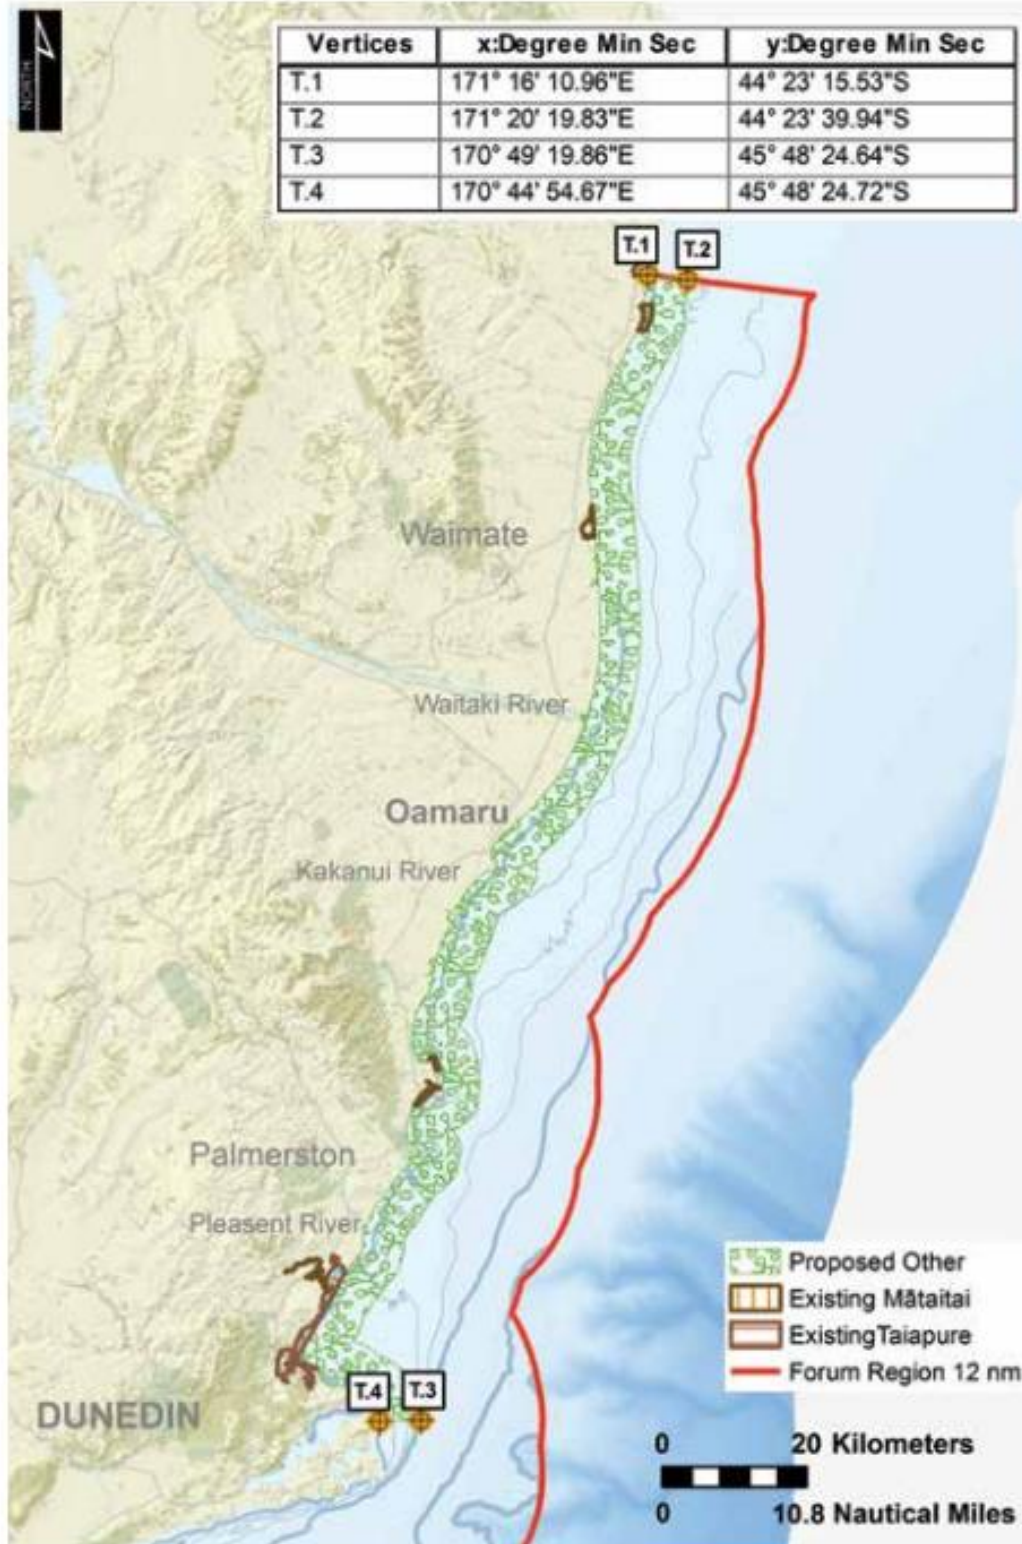 NORTH
Vertices x:Degree Min Sec y:Degree Min Sec
T.1 171° 16' 10.96"E 44° 23' 15.53"S
T.2 171° 20' 19.83"E 44° 23' 39.94"S
T.3 170° 49' 19.86"E 45° 48' 24.64"S
T.4 170° 44' 54.67"E 45° 48' 24.72"S
T.1 T.2
Waimate
Waitaki River
Oamaru
Kakanui River
Palmerston
Pleasent River
Proposed Other
Existing Mātaitai
ExistingTaiapure
Forum Region 12 nm
T.4 T.3
DUNEDIN
0 20 Kilometers
0 10.8 Nautical Miles